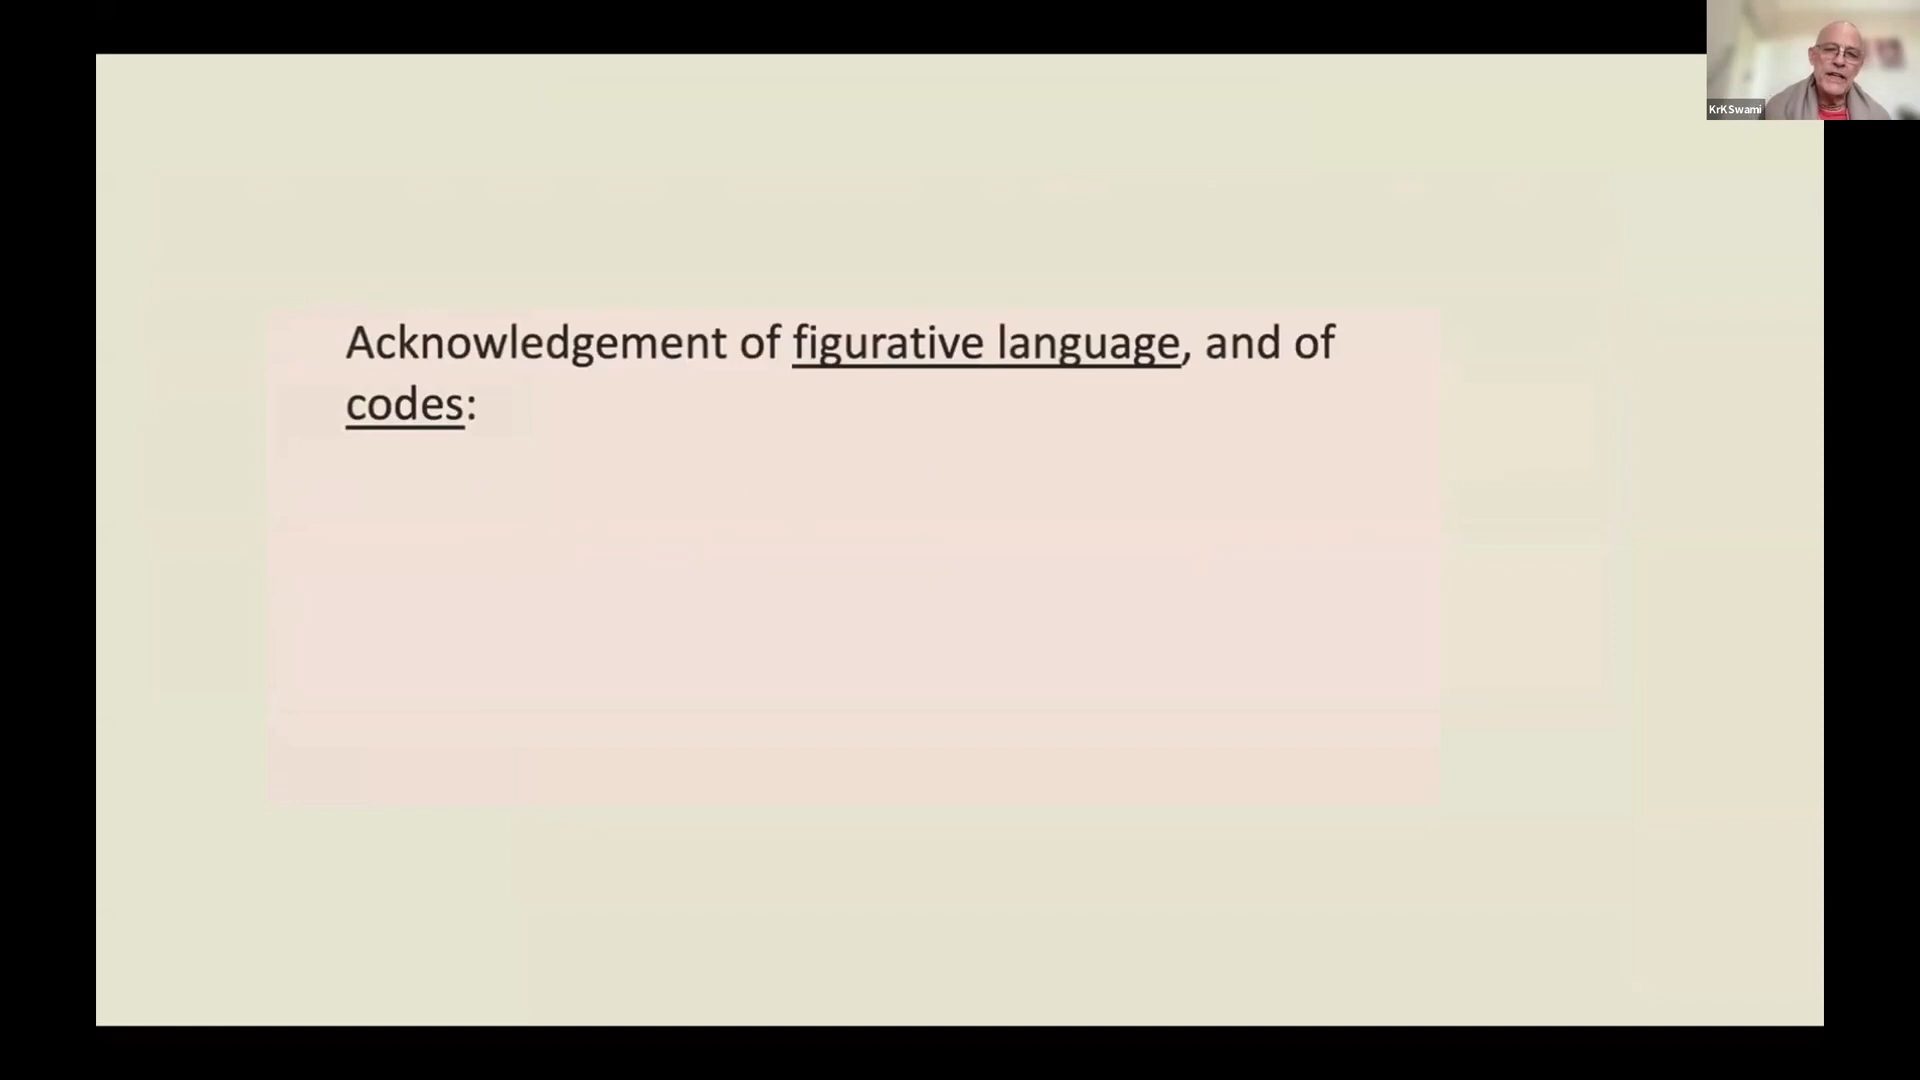 KrKSwami
Acknowledgement of figurative language, and of
codes: